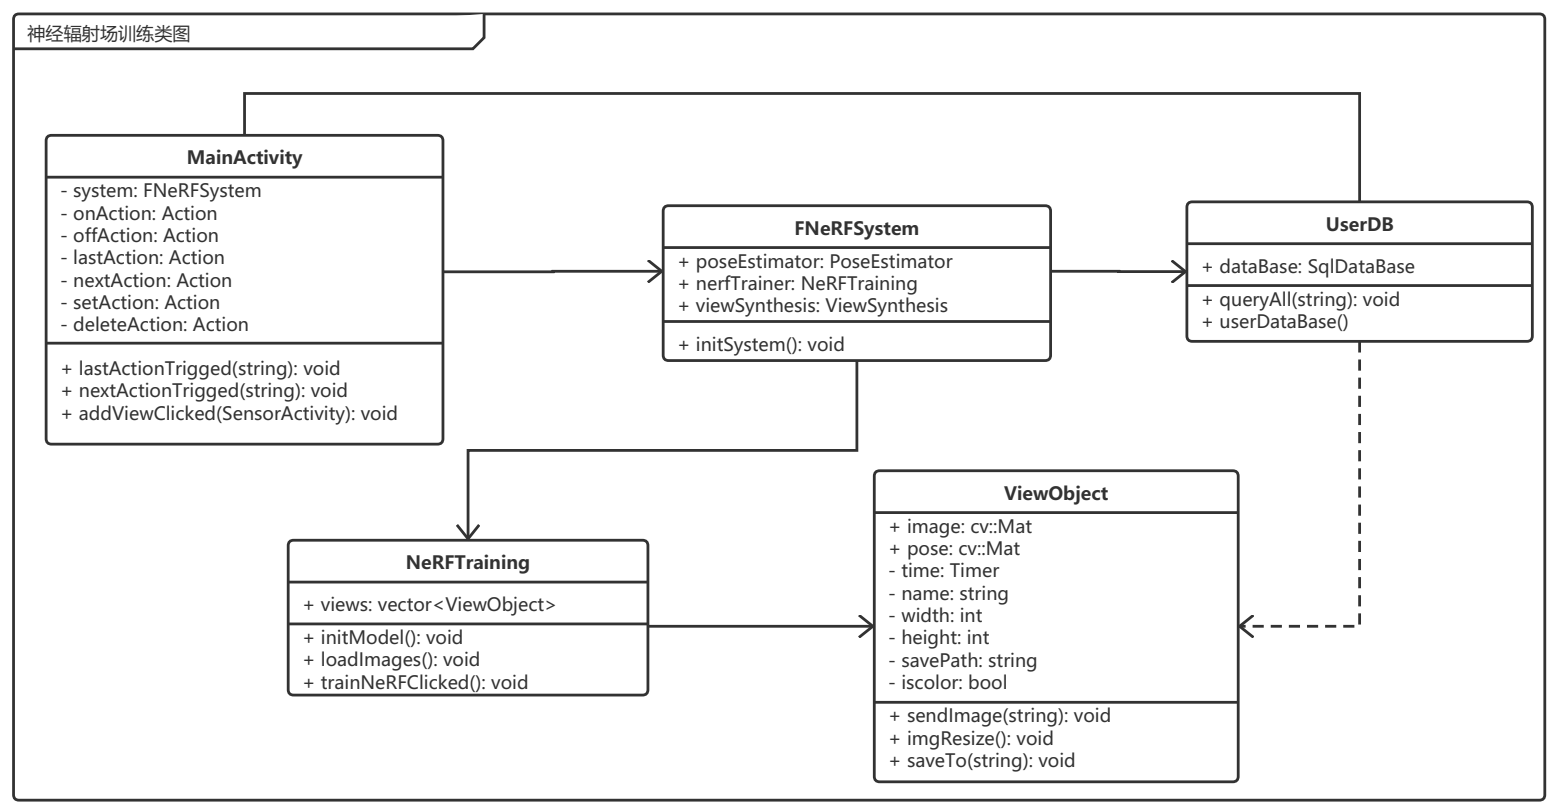 神经辐射场训练类图
MainActivity
- system: FNeRFSystem
- onAction: Action
- offAction: Action
- lastAction: Action
- nextAction: Action
- setAction: Action
- deleteAction: Action
+ lastActionTrigged(string): void
+ nextActionTrigged(string): void
+ addViewClicked(SensorActivity): void
FNeRFSystem
+ poseEstimator: PoseEstimator
+ nerfTrainer: NeRFTraining
+ viewSynthesis: ViewSynthesis
+ initSystem(): void
UserDB
+ dataBase: SqlDataBase
+ queryAll(string): void
+ userDataBase()
NeRFTraining
+ views: vector<ViewObject>
+ initModel(): void
+ loadImages(): void
+ trainNeRFClicked(): void
ViewObject
+ image: cv::Mat
+ pose: cv::Mat
- time: Timer
- name: string
- width: int
- height: int
- savePath: string
- iscolor: bool
+ sendImage(string): void
+ imgResize(): void
+ saveTo(string): void